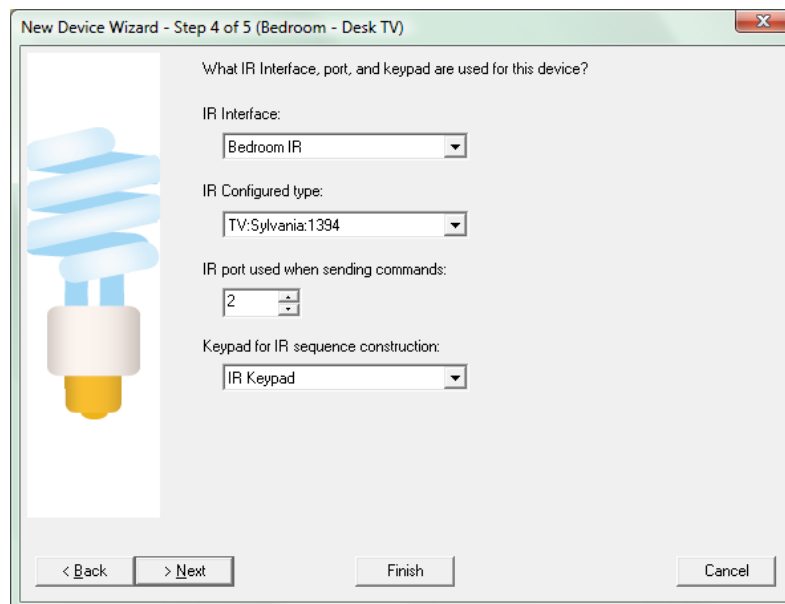 New Device Wizard - Step 4 of 5 (Bedroom - Desk TV)
What IR Interface, port, and keypad are used for this device?
IR Interface:
Bedroom IR
IR Configured type:
TV:Sylvania:1394
IR port used when sending commands:
2
Keypad for IR sequence construction:
IR Keypad
< Back > Next Finish Cancel